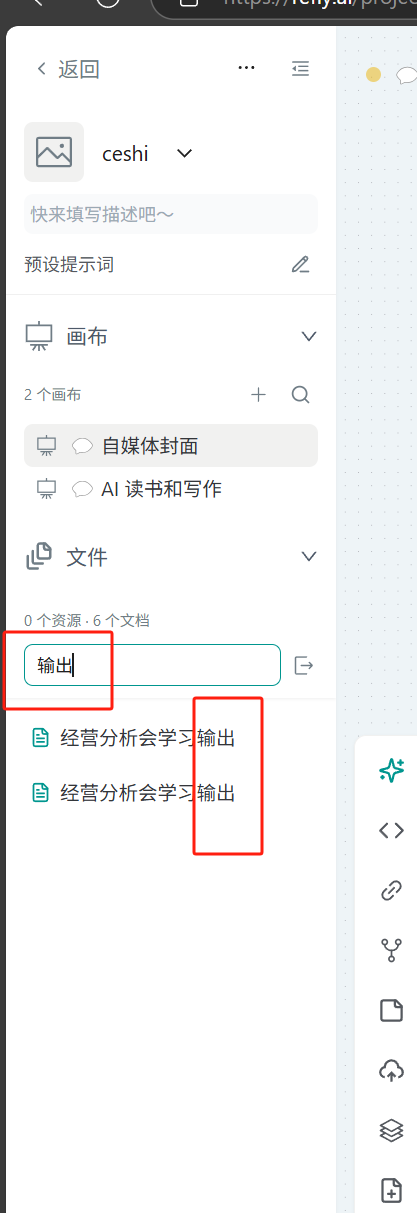 https://refly.ai/projec
返回
ceshi
快来填写描述吧～
预设提示词
画布
2 个画布
自媒体封面
AI 读书和写作
文件
0 个资源 · 6 个文档
输出
经营分析会学习输出
经营分析会学习输出